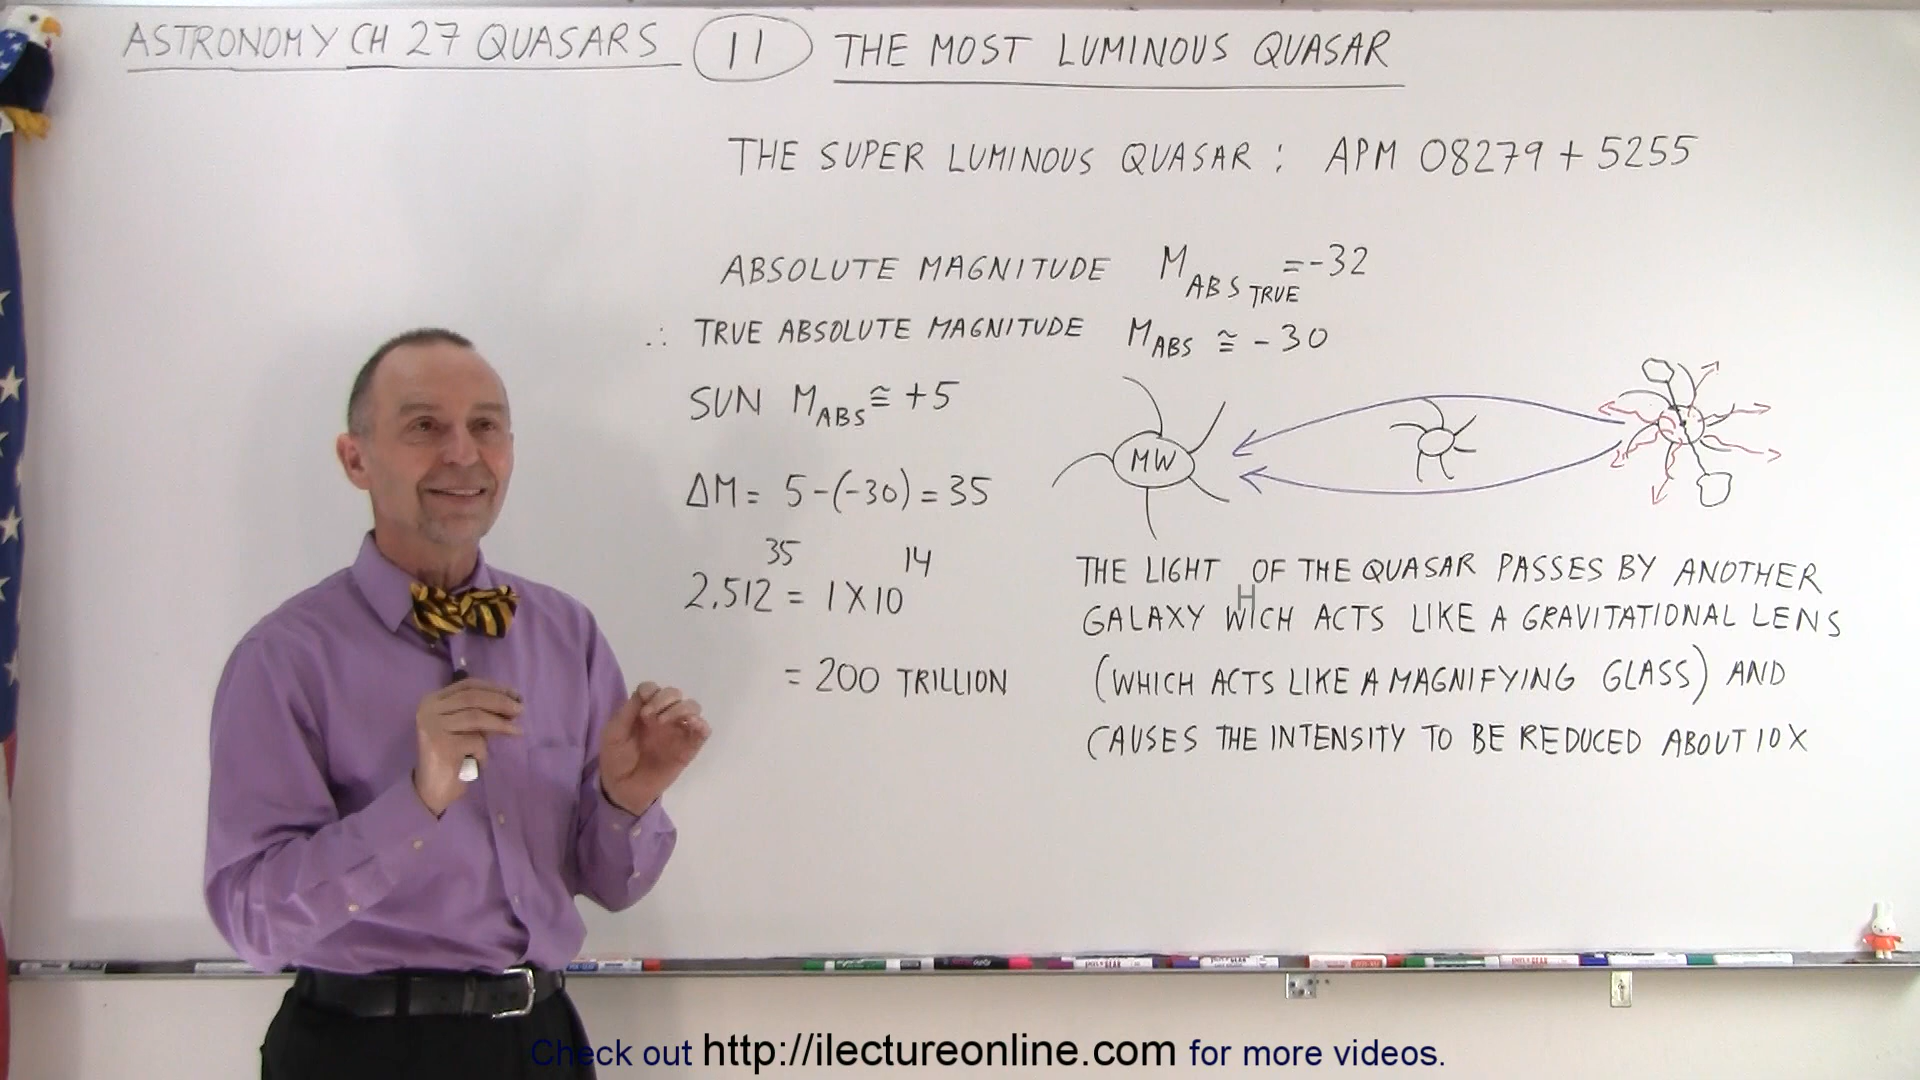 ASTRONOMY CH 27 QUASARS 11 THE MOST LUMINOUS QUASAR
THE SUPER LUMINOUS QUASAR : APM 08279 + 5255
ABSOLUTE MAGNITUDE M ABS TRUE = -32
∴ TRUE ABSOLUTE MAGNITUDE M ABS ≅ -30
SUN M ABS ≅ +5
ΔM = 5-(-30) = 35
2.512^35 = 1 X 10^14
= 200 TRILLION
MW
THE LIGHT OF THE QUASAR PASSES BY ANOTHER
GALAXY WHICH ACTS LIKE A GRAVITATIONAL LENS
(WHICH ACTS LIKE A MAGNIFYING GLASS) AND
CAUSES THE INTENSITY TO BE REDUCED ABOUT 10X
Check out http://ilectureonline.com for more videos.